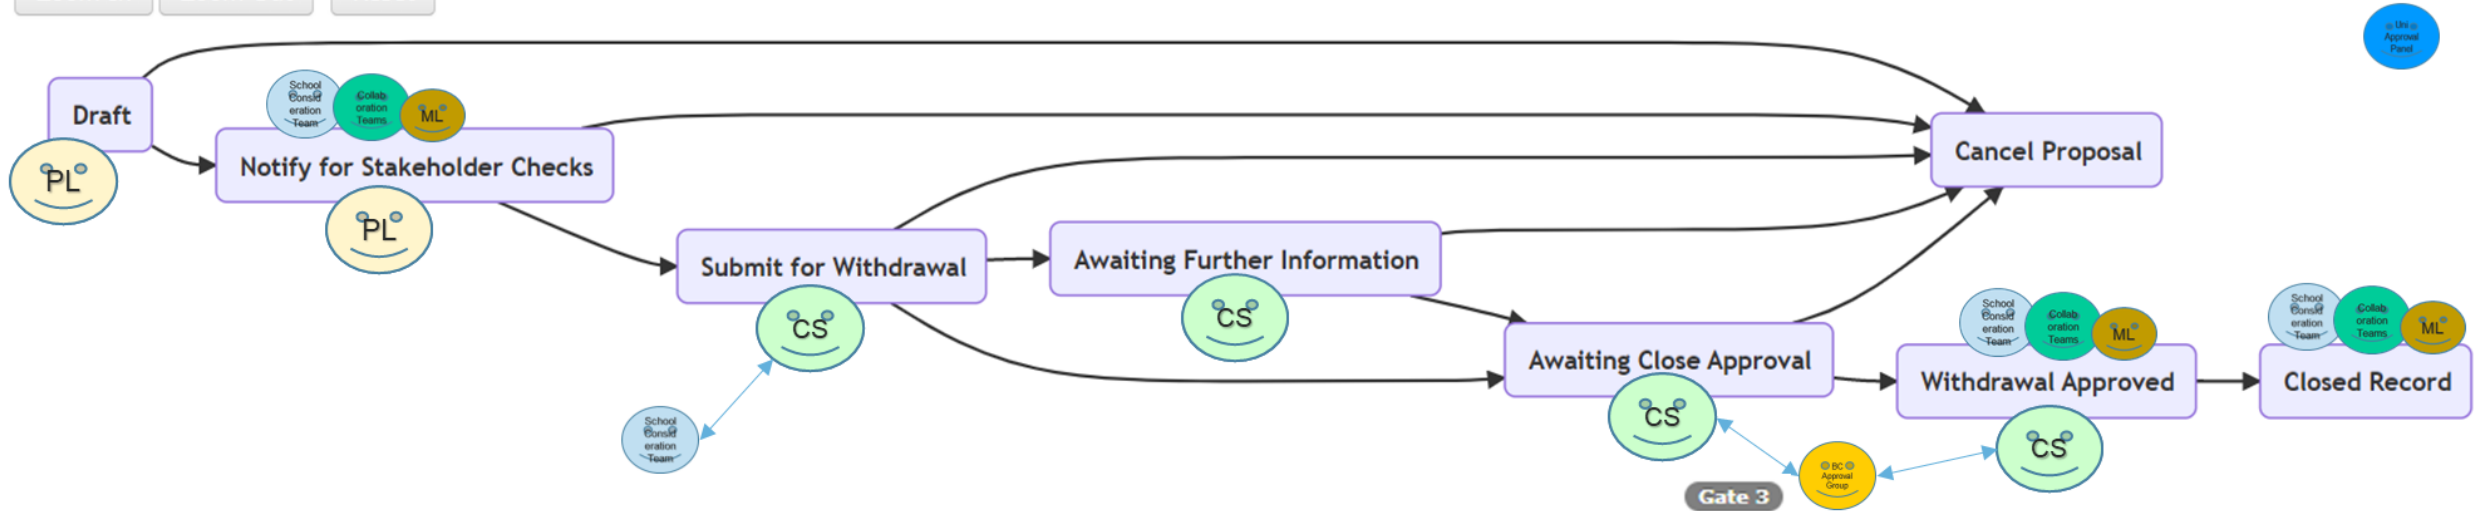 Uni
Approval
Panel
Draft
PL
School
Consid
eration
Team
Collab
oration
Teams
ML
Notify for Stakeholder Checks
PL
Cancel Proposal
Submit for Withdrawal
CS
School
Consid
eration
Team
Awaiting Further Information
CS
Awaiting Close Approval
CS
Gate 3
BC
Approval
Group
School
Consid
eration
Team
Collab
oration
Teams
ML
Withdrawal Approved
CS
School
Consid
eration
Team
Collab
oration
Teams
ML
Closed Record